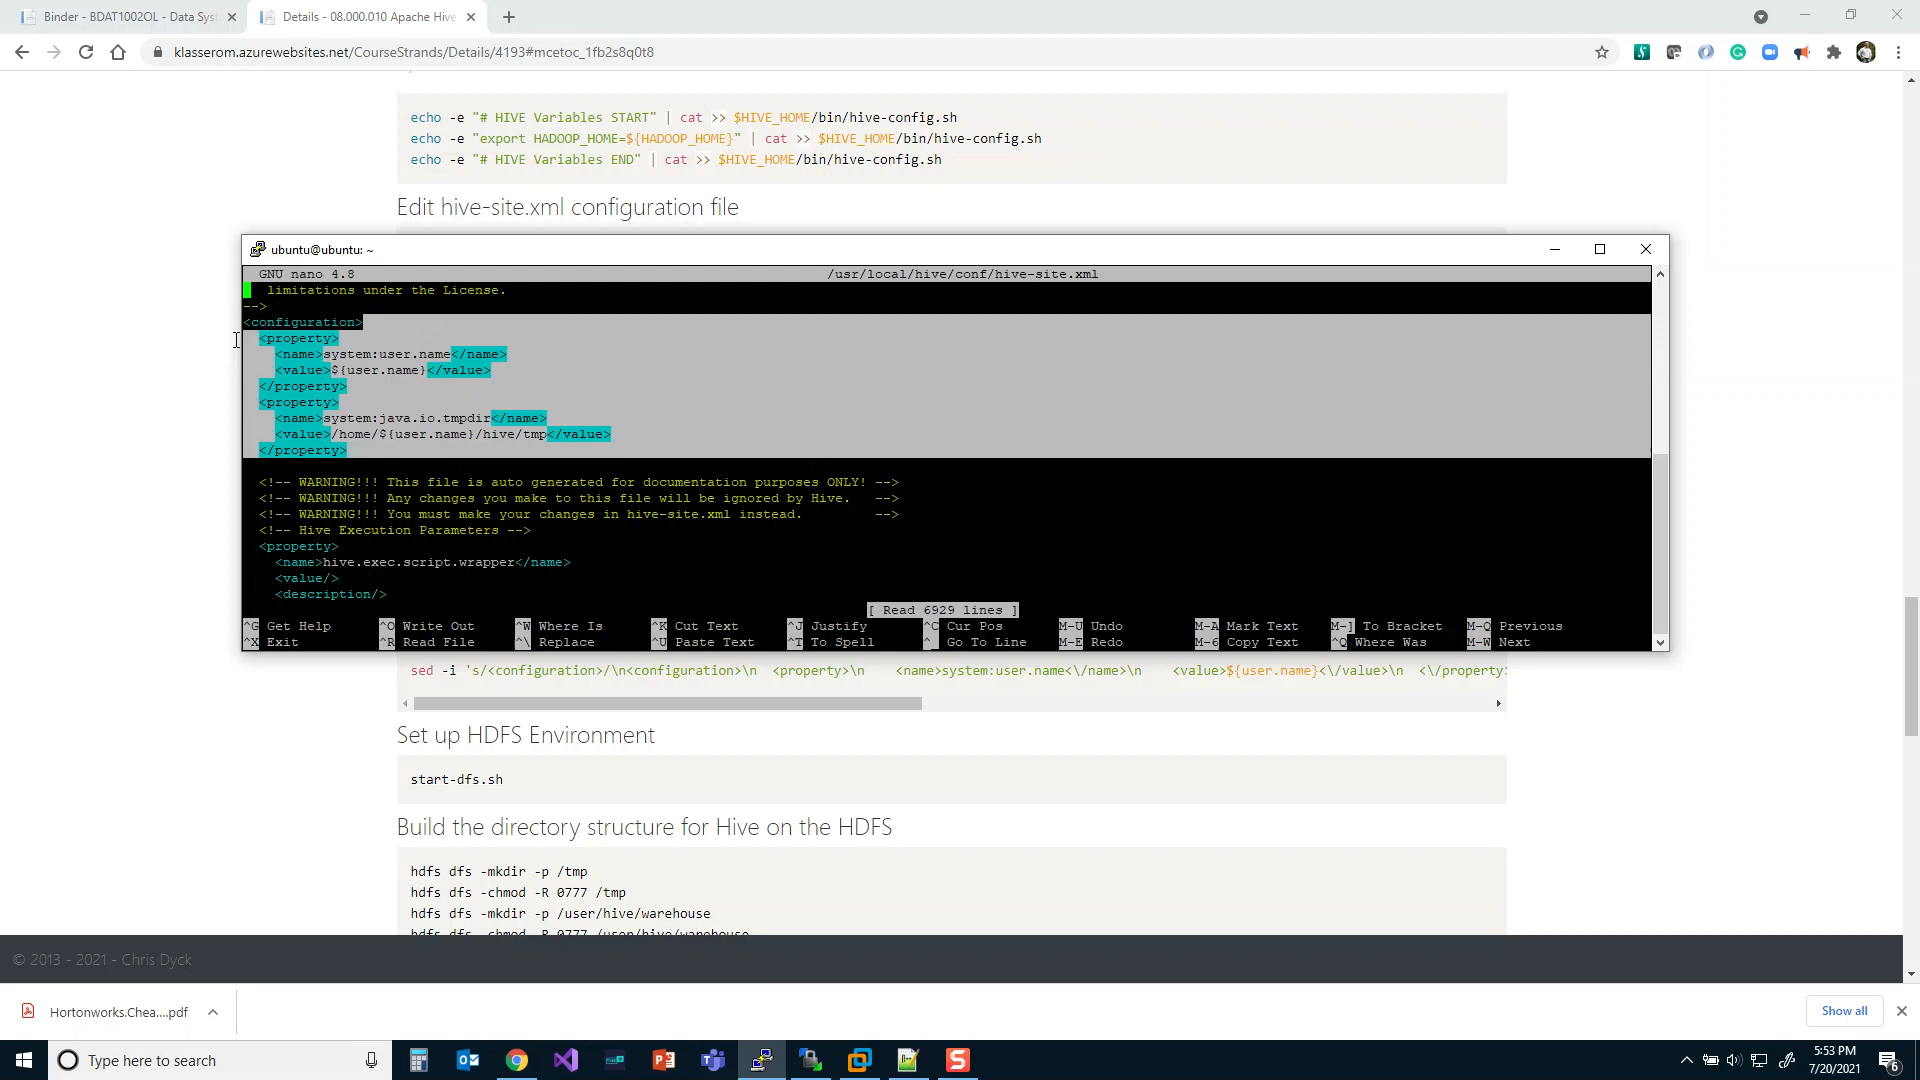 Binder - BDAT1002OL - Data Sys
Details - 08.000.010 Apache Hive
klasserom.azurewebsites.net/CourseStrands/Details/4193#mcetoc_1fb2s8q0t8
echo -e "# HIVE Variables START" | cat >> $HIVE_HOME/bin/hive-config.sh
echo -e "export HADOOP_HOME=${HADOOP_HOME}" | cat >> $HIVE_HOME/bin/hive-config.sh
echo -e "# HIVE Variables END" | cat >> $HIVE_HOME/bin/hive-config.sh
Edit hive-site.xml configuration file
ubuntu@ubuntu: ~
GNU nano 4.8 /usr/local/hive/conf/hive-site.xml
limitations under the License.
-->
<configuration>
<property>
<name>system:user.name</name>
<value>${user.name}</value>
</property>
<property>
<name>system:java.io.tmpdir</name>
<value>/home/${user.name}/hive/tmp</value>
</property>
<!-- WARNING!!! This file is auto generated for documentation purposes ONLY! -->
<!-- WARNING!!! Any changes you make to this file will be ignored by Hive. -->
<!-- WARNING!!! You must make your changes in hive-site.xml instead. -->
<!-- Hive Execution Parameters -->
<property>
<name>hive.exec.script.wrapper</name>
<value/>
<description/>
[ Read 6929 lines ]
^G Get Help ^O Write Out ^W Where Is ^K Cut Text ^J Justify ^C Cur Pos M-U Undo M-A Mark Text M-] To Bracket M-Q Previous
^X Exit ^R Read File ^\ Replace ^U Paste Text ^T To Spell ^_ Go To Line M-E Redo M-6 Copy Text ^Q Where Was M-W Next
sed -i 's/<configuration>/\n<configuration>\n <property>\n <name>system:user.name<\/name>\n <value>${user.name}<\/value>\n <\/property>
Set up HDFS Environment
start-dfs.sh
Build the directory structure for Hive on the HDFS
hdfs dfs -mkdir -p /tmp
hdfs dfs -chmod -R 0777 /tmp
hdfs dfs -mkdir -p /user/hive/warehouse
hdfs dfs -chmod -R 0777 /user/hive/warehouse
© 2013 - 2021 - Chris Dyck
Hortonworks.Chea....pdf
Show all
Type here to search
5:53 PM
7/20/2021
6